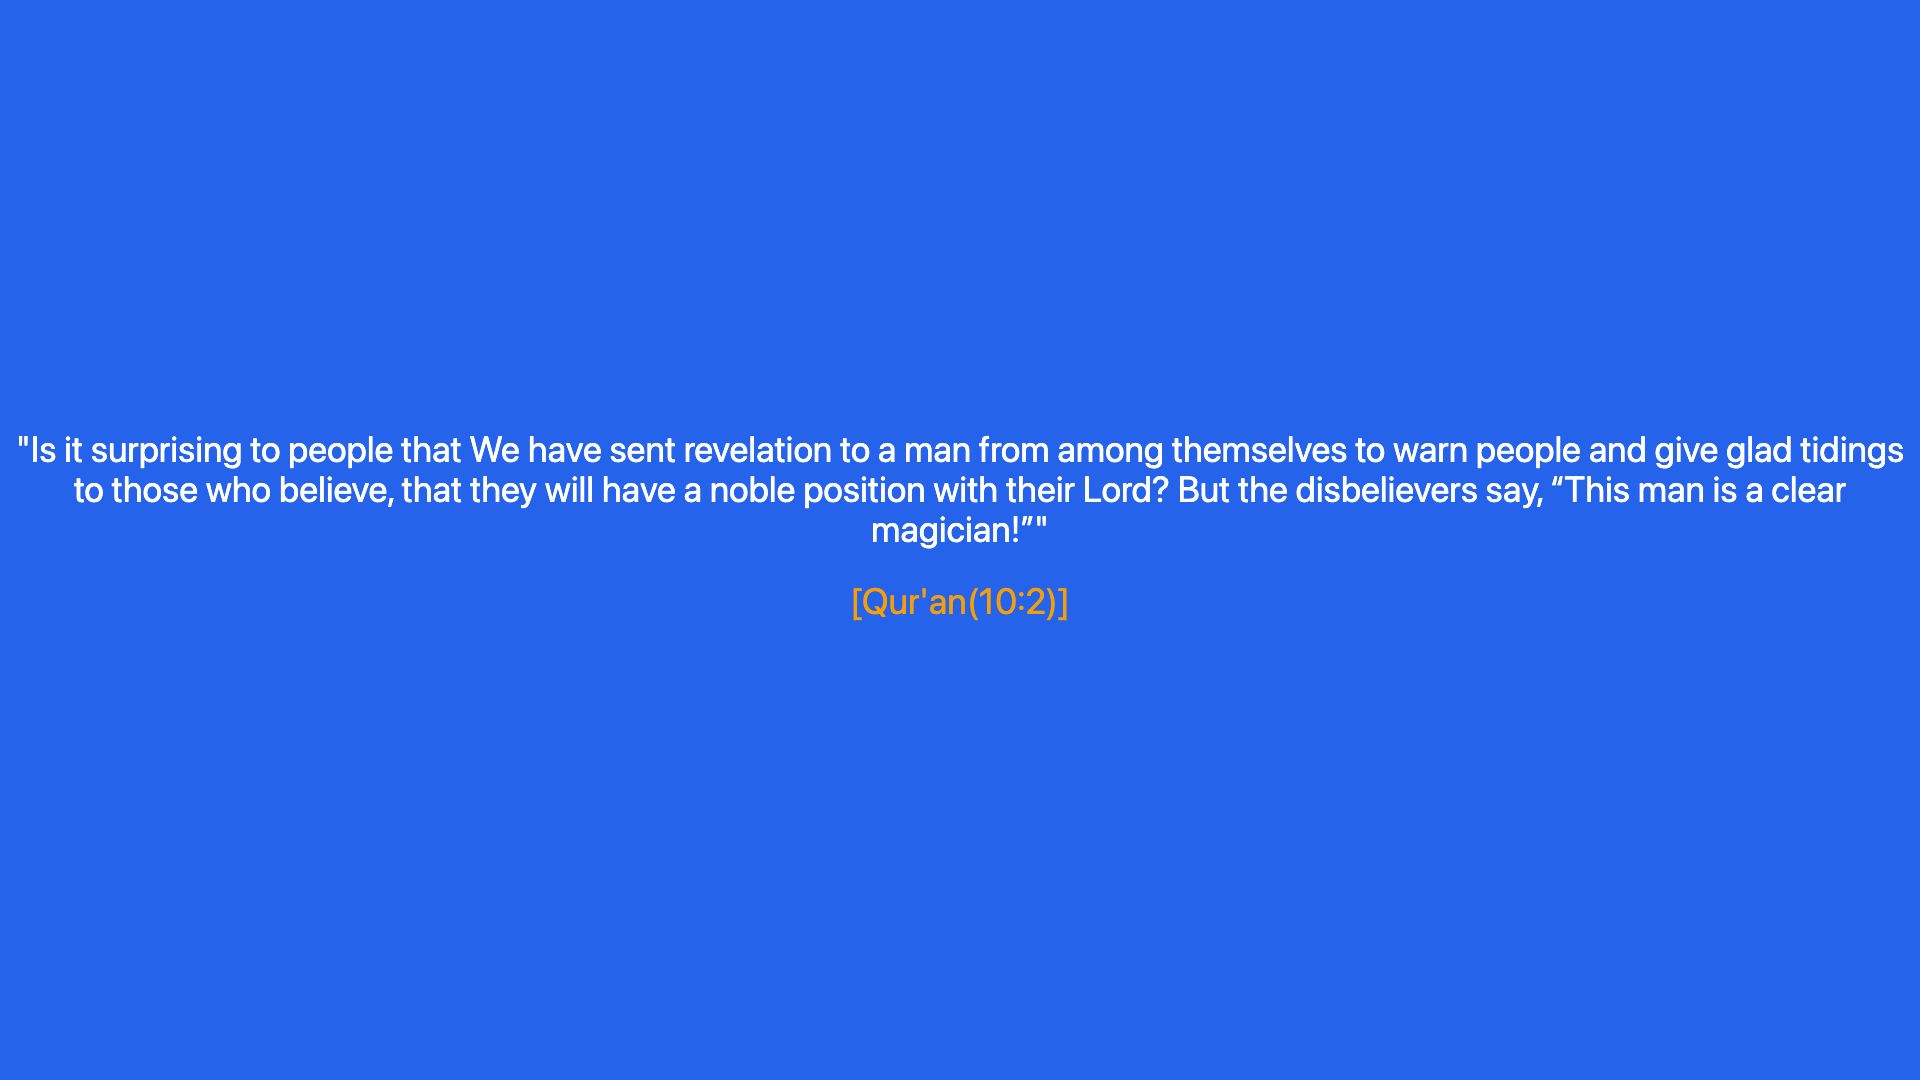 "Is it surprising to people that We have sent revelation to a man from among themselves to warn people and give glad tidings
to those who believe, that they will have a noble position with their Lord? But the disbelievers say, “This man is a clear
magician!”"
[Qur'an(10:2)]